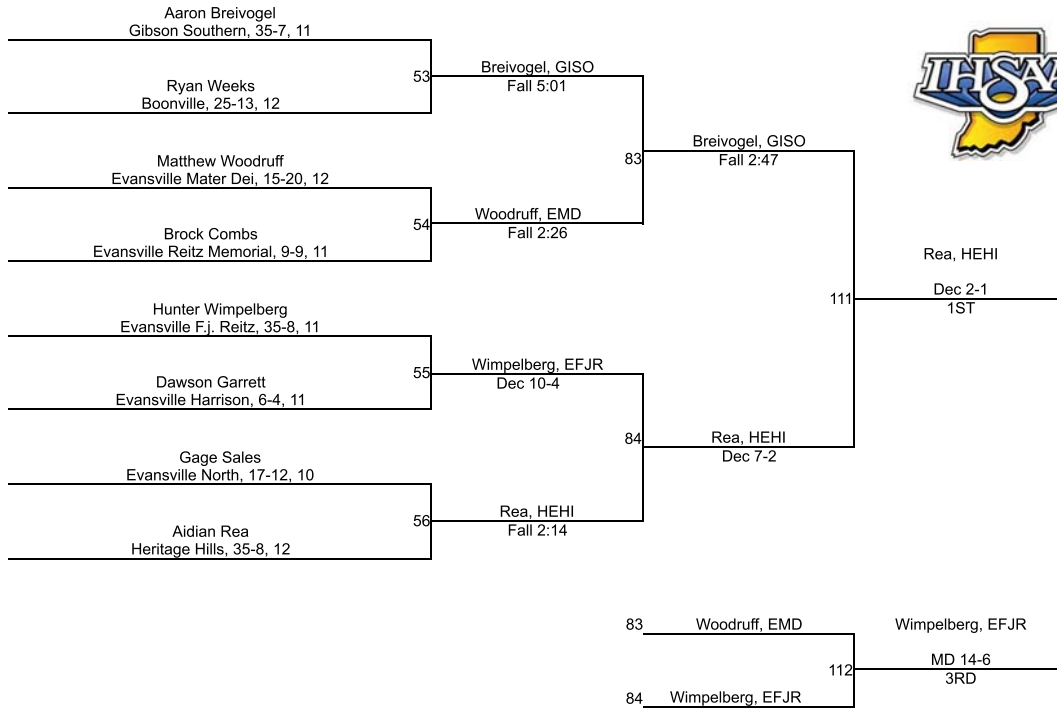 Aaron Breivogel
Gibson Southern, 35-7, 11
53
Ryan Weeks
Boonville, 25-13, 12
Breivogel, GISO
Fall 5:01
Matthew Woodruff
Evansville Mater Dei, 15-20, 12
54
Brock Combs
Evansville Reitz Memorial, 9-9, 11
Woodruff, EMD
Fall 2:26
83
Breivogel, GISO
Fall 2:47
Hunter Wimpelberg
Evansville F.j. Reitz, 35-8, 11
55
Dawson Garrett
Evansville Harrison, 6-4, 11
Wimpelberg, EFJR
Dec 10-4
Gage Sales
Evansville North, 17-12, 10
56
Aidian Rea
Heritage Hills, 35-8, 12
Rea, HEHI
Fall 2:14
84
Rea, HEHI
Dec 7-2
111
Rea, HEHI
Dec 2-1
1ST
IHSAA
83
Woodruff, EMD
84
Wimpelberg, EFJR
112
Wimpelberg, EFJR
MD 14-6
3RD